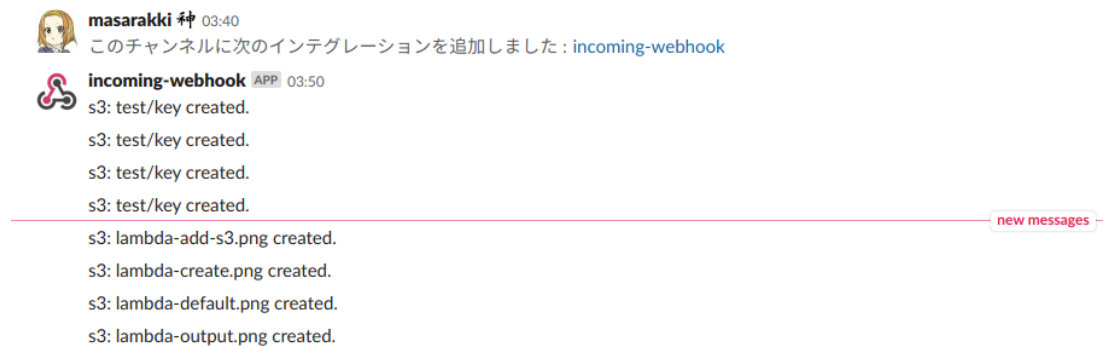 masarakki 神 03:40
このチャンネルに次のインテグレーションを追加しました : incoming-webhook
incoming-webhook APP 03:50
s3: test/key created.
s3: test/key created.
s3: test/key created.
s3: test/key created.
new messages
s3: lambda-add-s3.png created.
s3: lambda-create.png created.
s3: lambda-default.png created.
s3: lambda-output.png created.